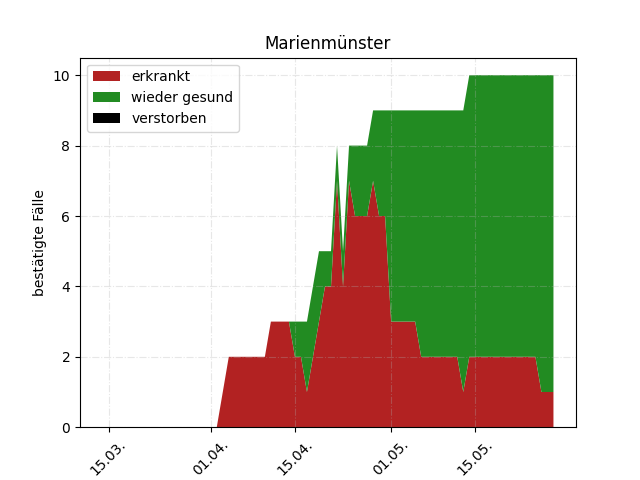 Marienmünster
erkrankt
wieder gesund
verstorben
bestätigte Fälle
10
8
6
4
2
0
15.03.
01.04.
15.04.
01.05.
15.05.